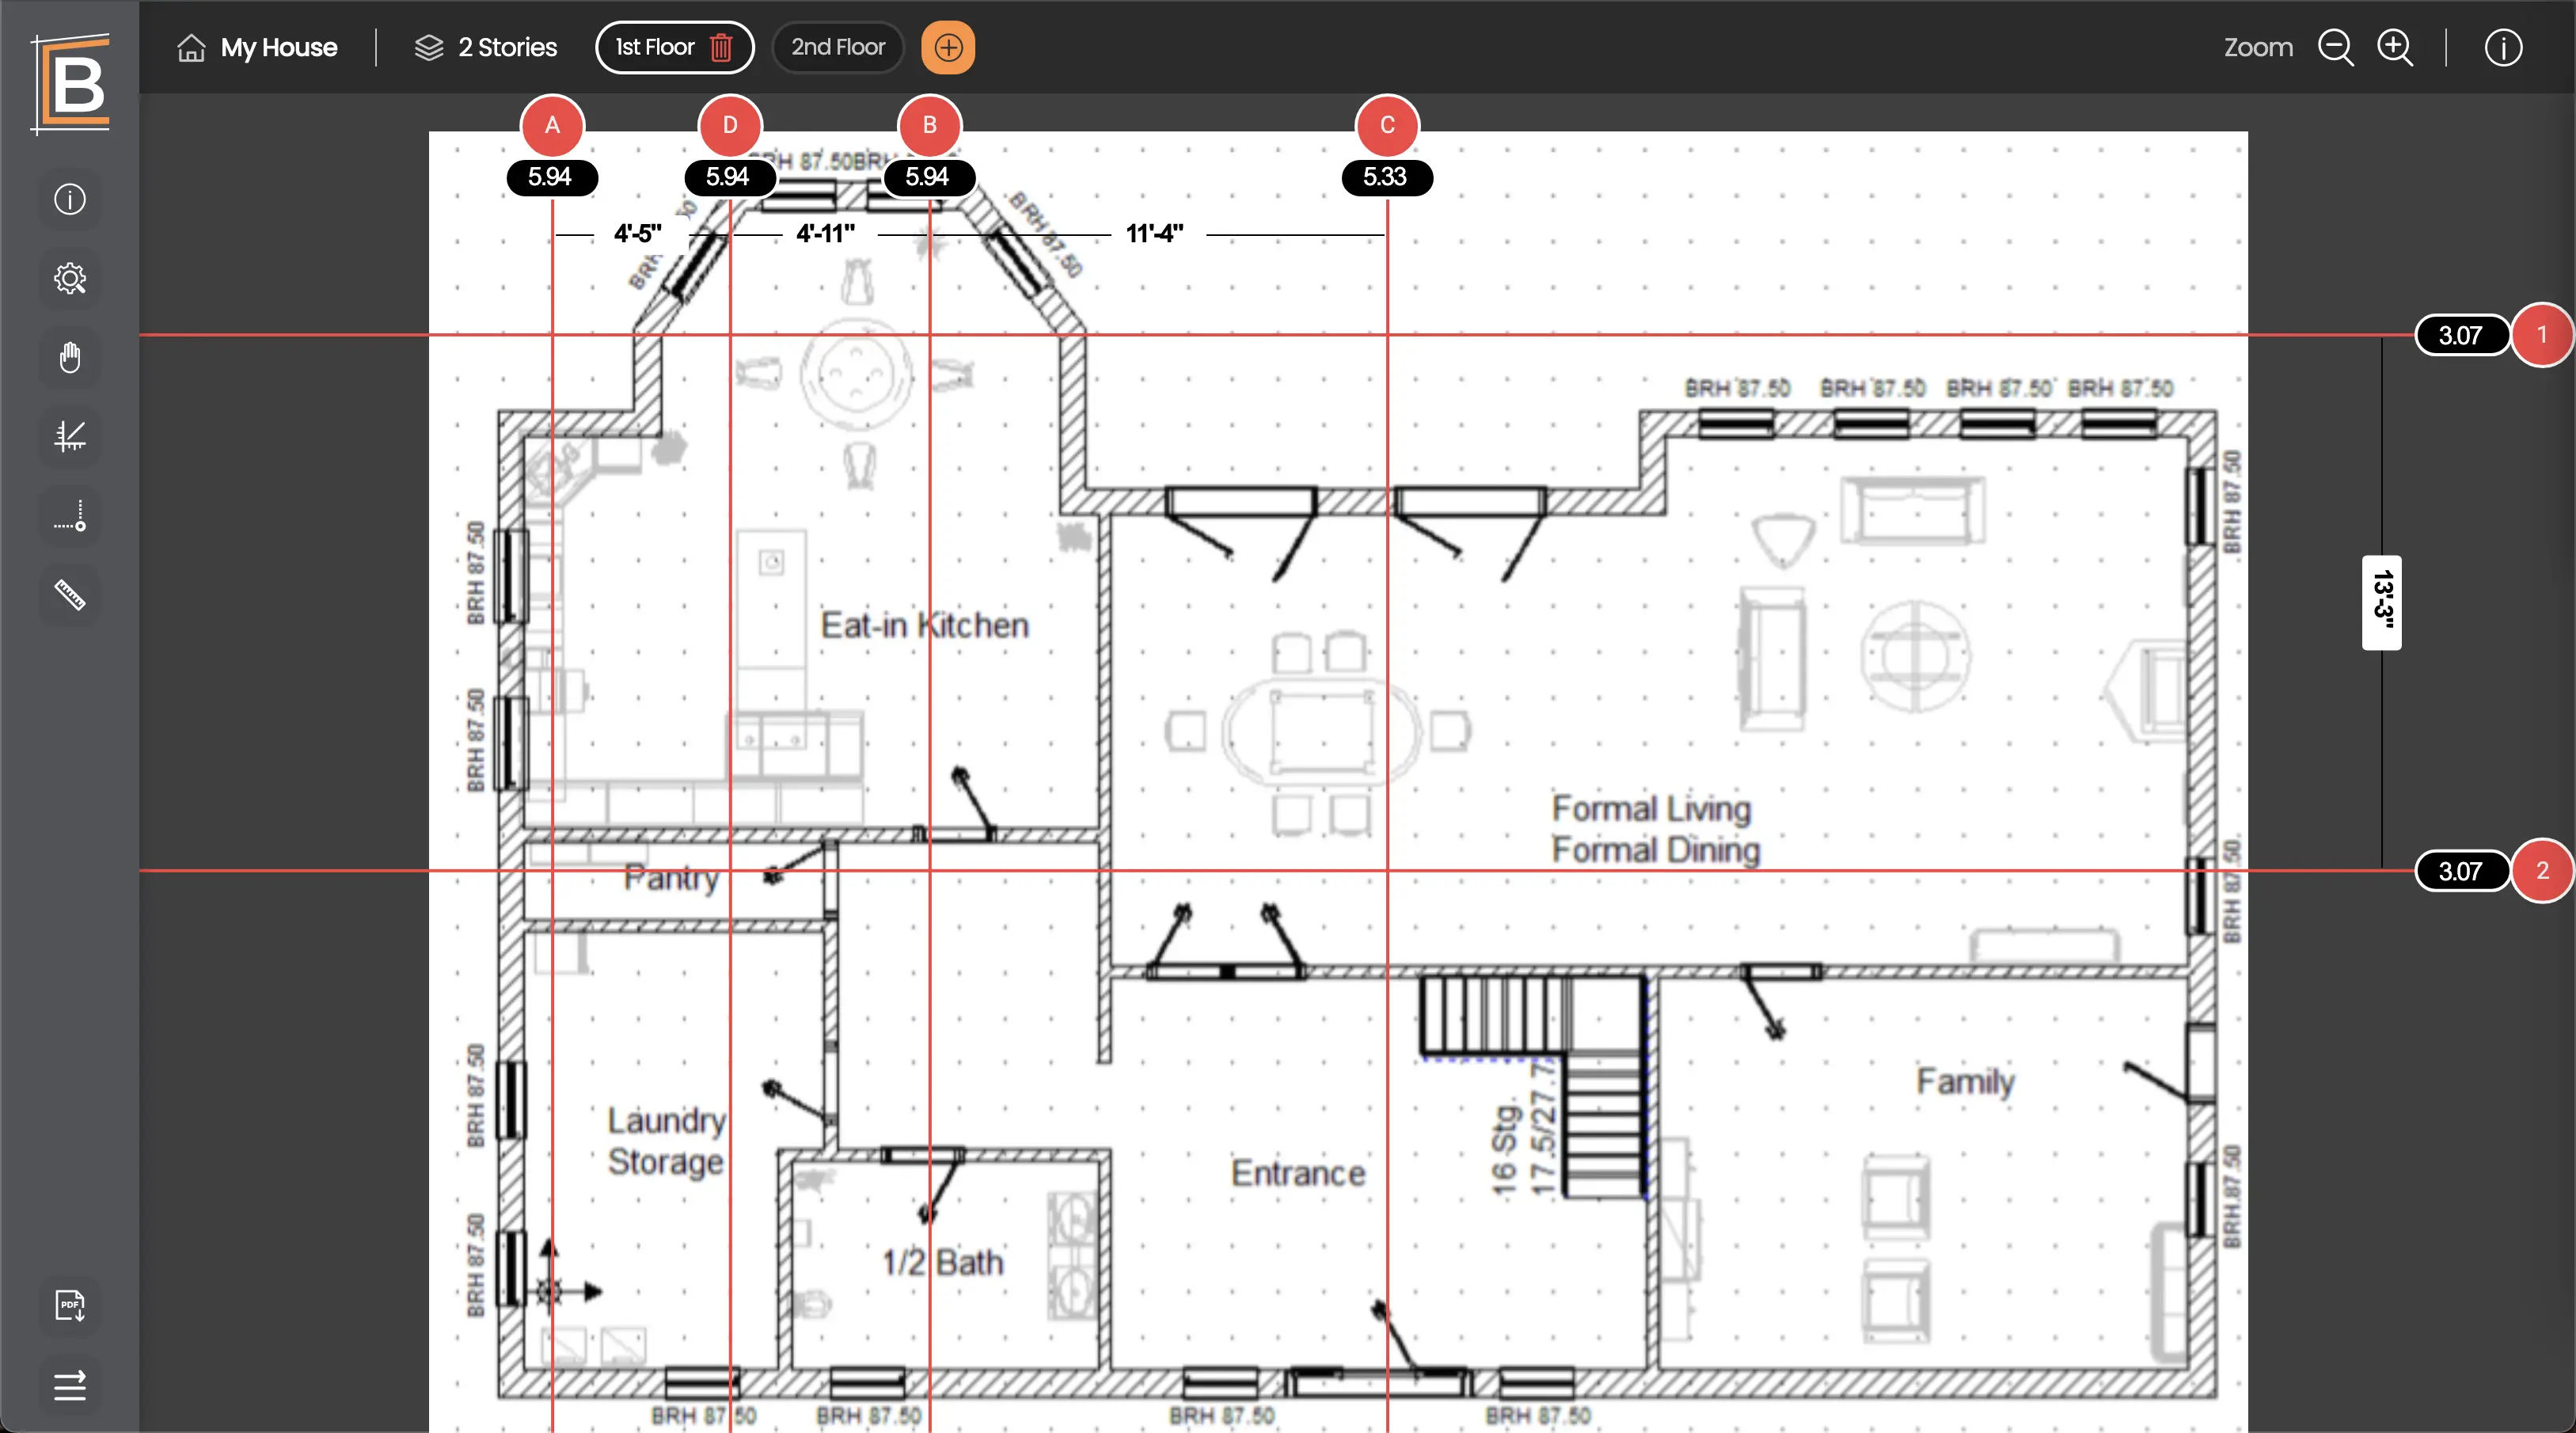 B
My House
2 Stories
1st Floor
2nd Floor
Zoom
A
D
B
C
5.94
5.94
5.94
5.33
87.50
BRH 87.50
4'-5"
4'-11"
11'-4"
3.07
1
BRH 87.50
BRH 87.50
BRH 87.50
BRH 87.50
BRH 87.50
BRH 87.50
13'-3"
Eat-in Kitchen
BRH 87.50
Formal Living
Formal Dining
Pantry
3.07
2
BRH 87.50
BRH 87.50
Laundry
Storage
Family
16 Stg.
17.5/27.7
Entrance
BRH 87.50
1/2 Bath
BRH 87.50
PDF
BRH 87.50
BRH 87.50
BRH 87.50
BRH 87.50